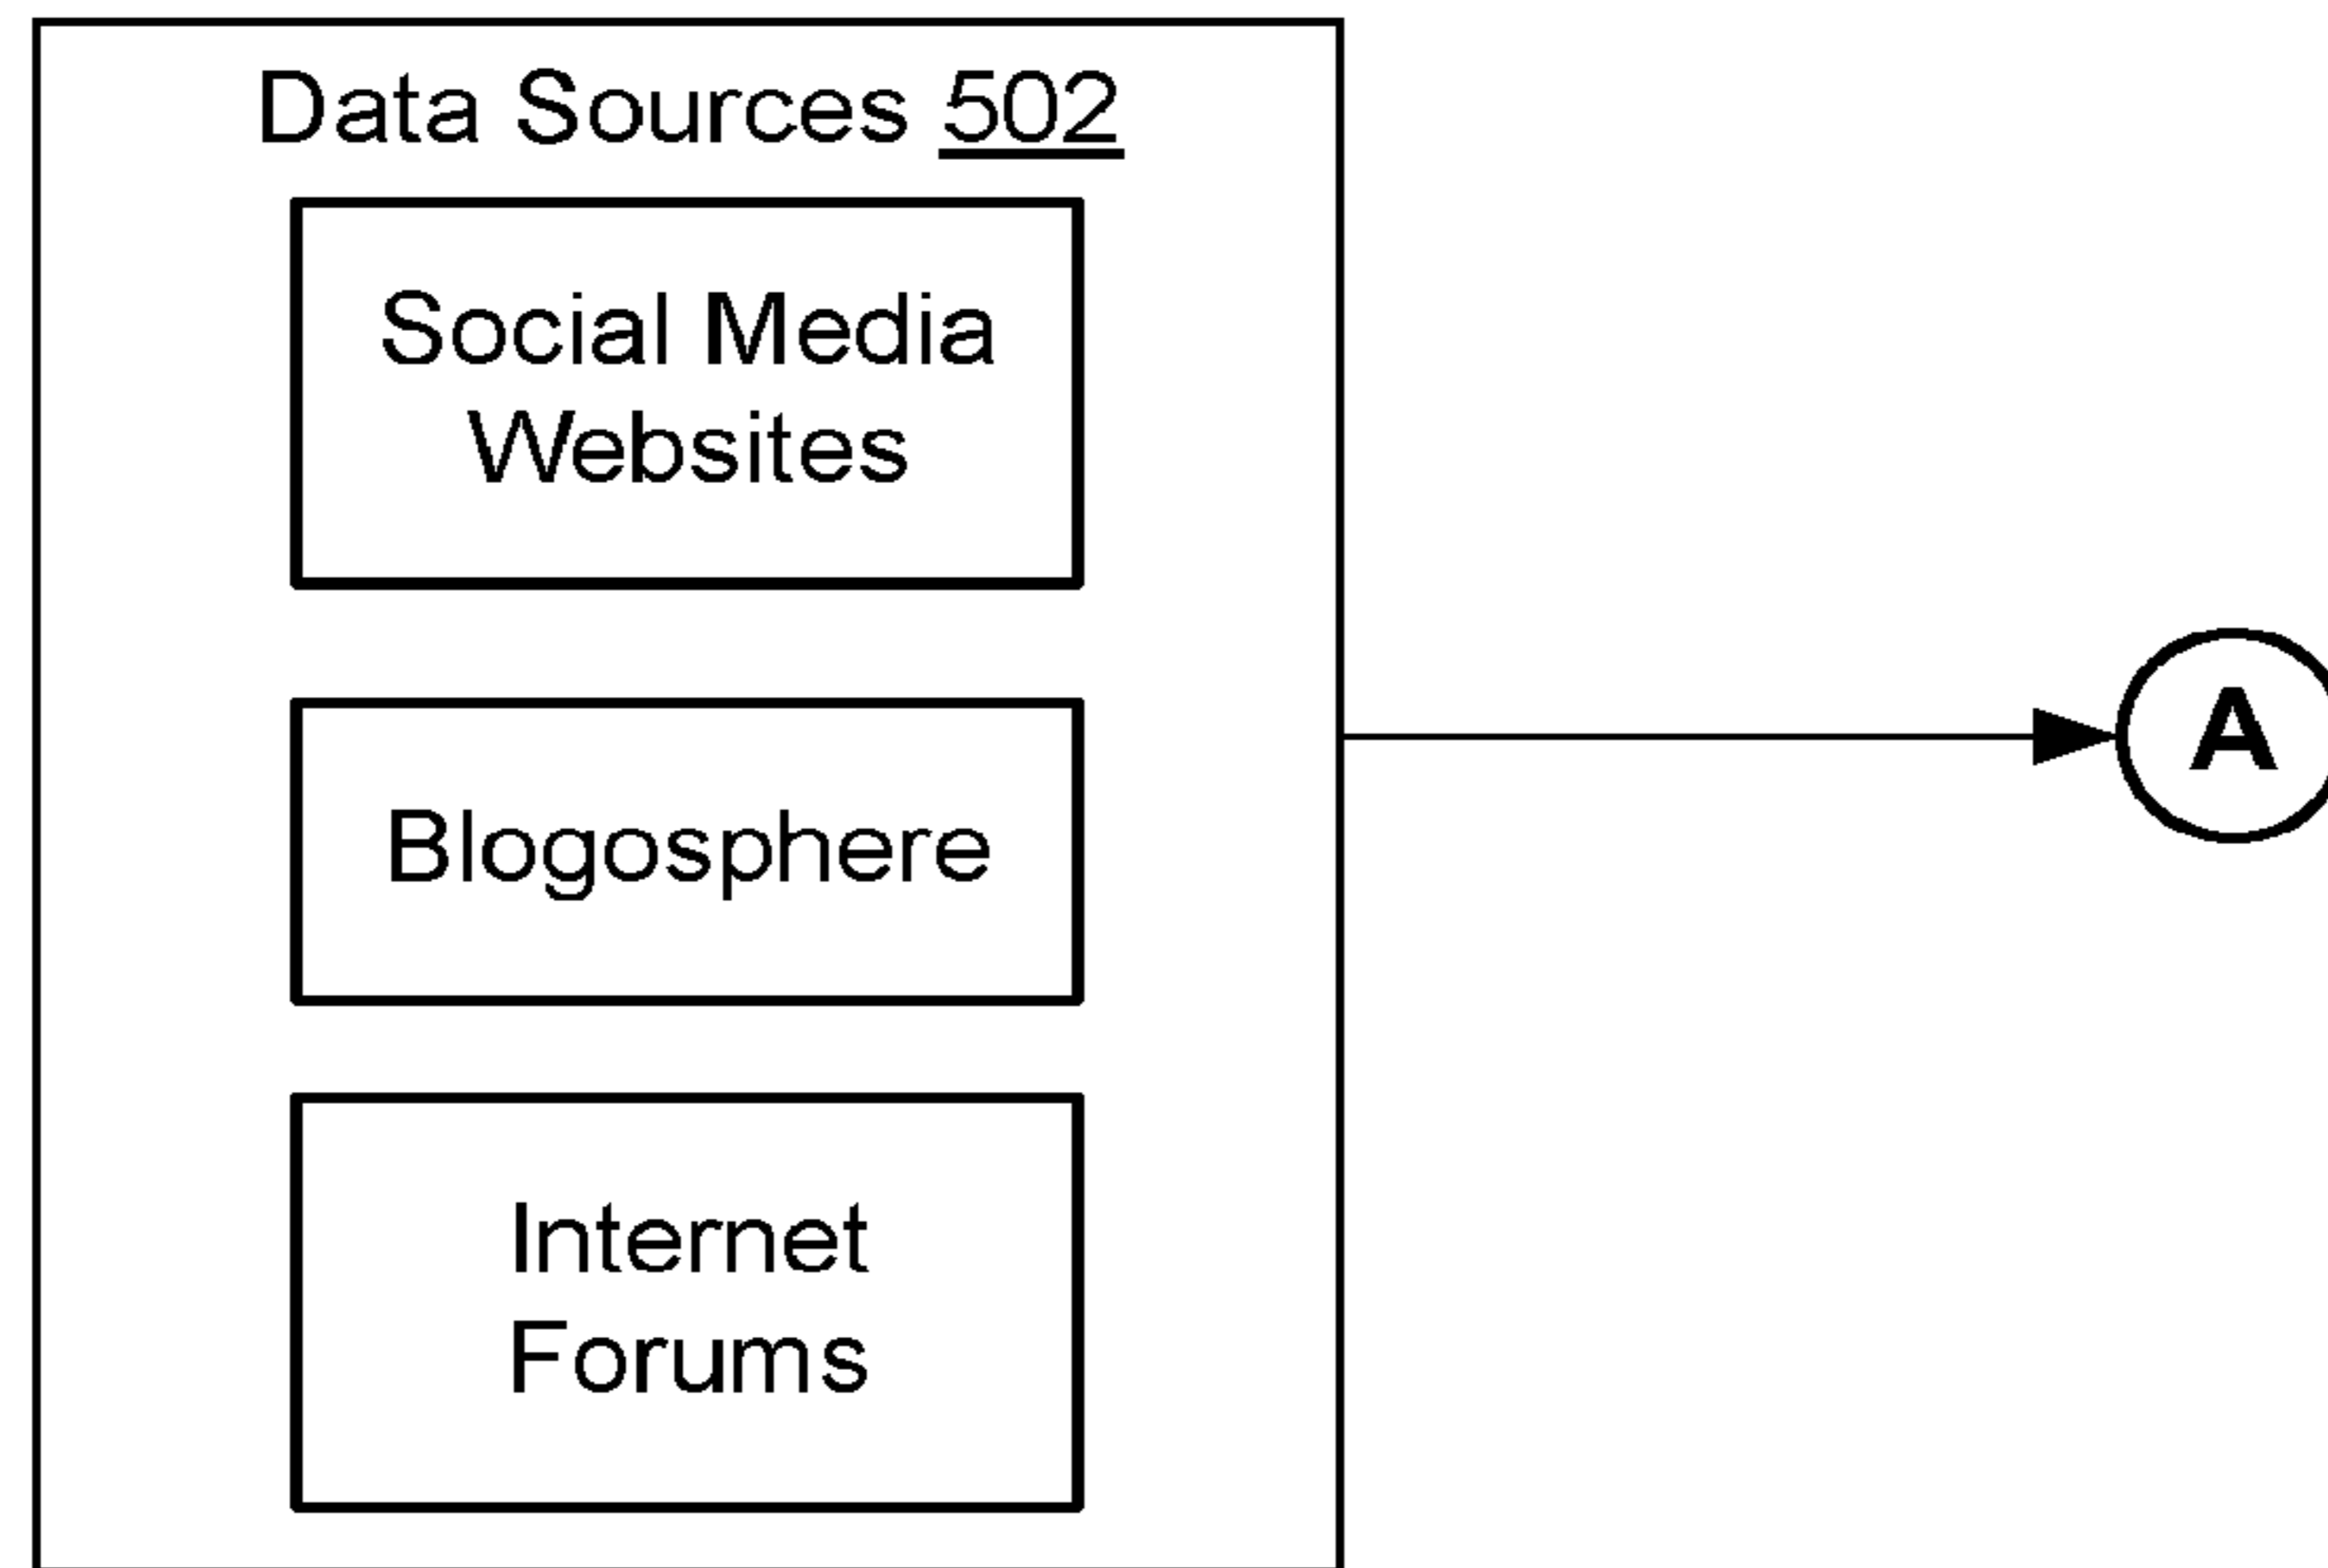 Data Sources 502
Social Media
Websites
Blogosphere
Internet
Forums
A